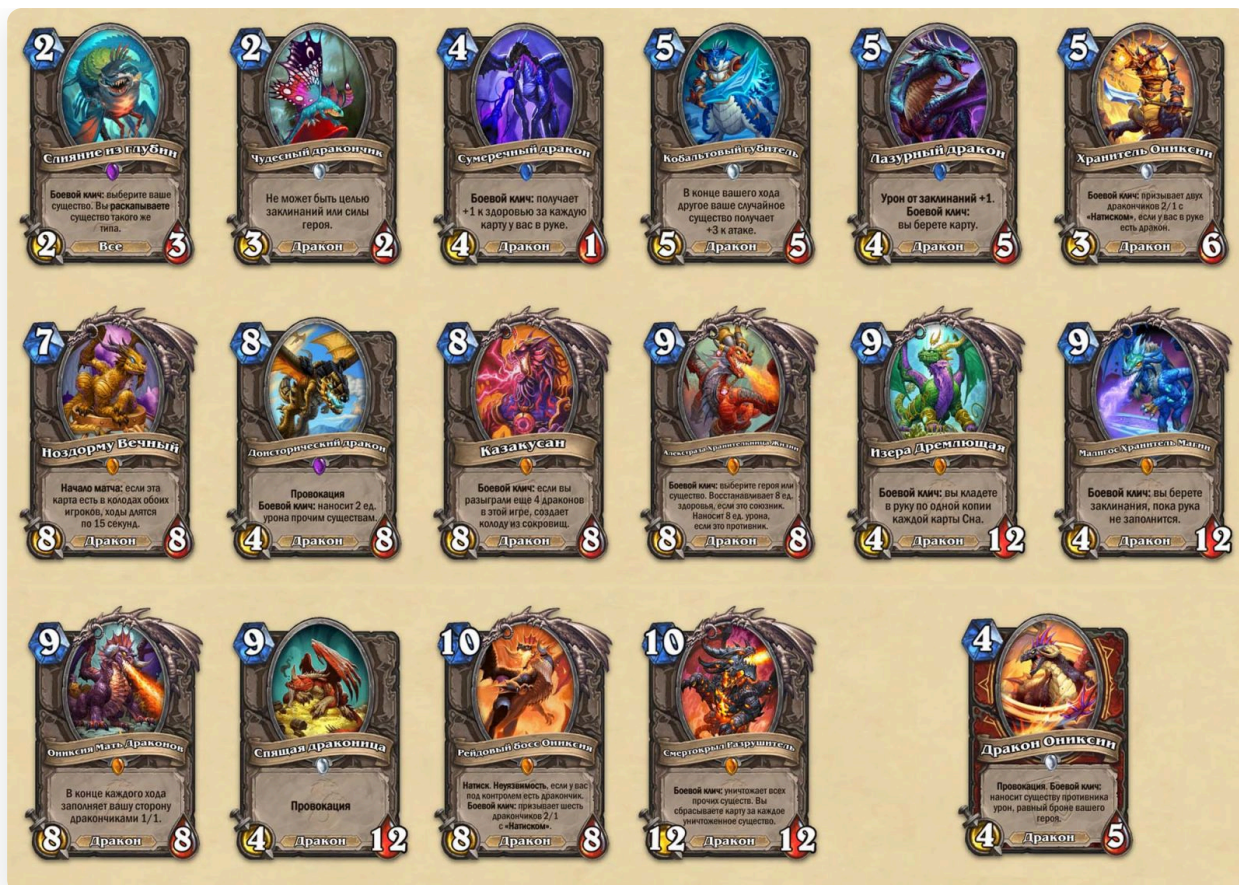 2
Слияние из глубин
Боевой клич: выберите ваше
существо. Вы раскапываете
существо такого же
типа.
2
Все
3
2
Чудесный дракончик
Не может быть целью
заклинаний или силы
героя.
3
Дракон
2
4
Сумеречный дракон
Боевой клич: получает
+1 к здоровью за каждую
карту у вас в руке.
4
Дракон
1
5
Кобальтовый губитель
В конце вашего хода
другое ваше случайное
существо получает
+3 к атаке.
5
Дракон
5
5
Лазурный дракон
Урон от заклинаний +1.
Боевой клич:
вы берете карту.
4
Дракон
5
5
Хранитель Ониксии
Боевой клич: призывает двух
дракончиков 2/1 с
«Натиском», если у вас в руке
есть дракон.
3
Дракон
6
7
Ноздорму Вечный
Начало матча: если эта
карта есть в колодах обоих
игроков, ходы длятся
по 15 секунд.
8
Дракон
8
8
Доисторический дракон
Провокация
Боевой клич: наносит 2 ед.
урона прочим существам.
4
Дракон
8
8
Казакусан
Боевой клич: если вы
разыграли еще 4 драконов
в этой игре, создает
колоду из сокровищ.
8
Дракон
8
9
Алекстраза Хранительница Жизни
Боевой клич: выберите героя или
существо. Восстанавливает 8 ед.
здоровья, если это союзник.
Наносит 8 ед. урона,
если это противник.
8
Дракон
8
9
Изера Дремлющая
Боевой клич: вы кладете
в руку по одной копии
каждой карты Сна.
4
Дракон
12
9
Малигос Хранитель Магии
Боевой клич: вы берете
заклинания, пока рука
не заполнится.
4
Дракон
12
9
Ониксия Мать Драконов
В конце каждого хода
заполняет вашу сторону
дракончиками 1/1.
8
Дракон
8
9
Спящая драконица
Провокация
4
Дракон
12
10
Рейдовый босс Ониксия
Натиск. Неуязвимость, если у вас
под контролем есть дракончик.
Боевой клич: призывает шесть
дракончиков 2/1
с «Натиском».
8
Дракон
8
10
Смертокрыл Разрушитель
Боевой клич: уничтожает всех
прочих существ. Вы
сбрасываете карту за каждое
уничтоженное существо.
12
Дракон
12
4
Дракон Ониксии
Провокация. Боевой клич:
наносит существу противника
урон, равный броне вашего
героя.
4
Дракон
5